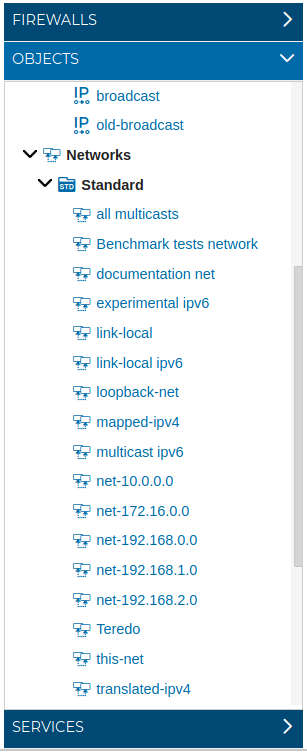 FIREWALLS
OBJECTS
IP broadcast
IP old-broadcast
Networks
STD Standard
all multicasts
Benchmark tests network
documentation net
experimental ipv6
link-local
link-local ipv6
loopback-net
mapped-ipv4
multicast ipv6
net-10.0.0.0
net-172.16.0.0
net-192.168.0.0
net-192.168.1.0
net-192.168.2.0
Teredo
this-net
translated-ipv4
SERVICES